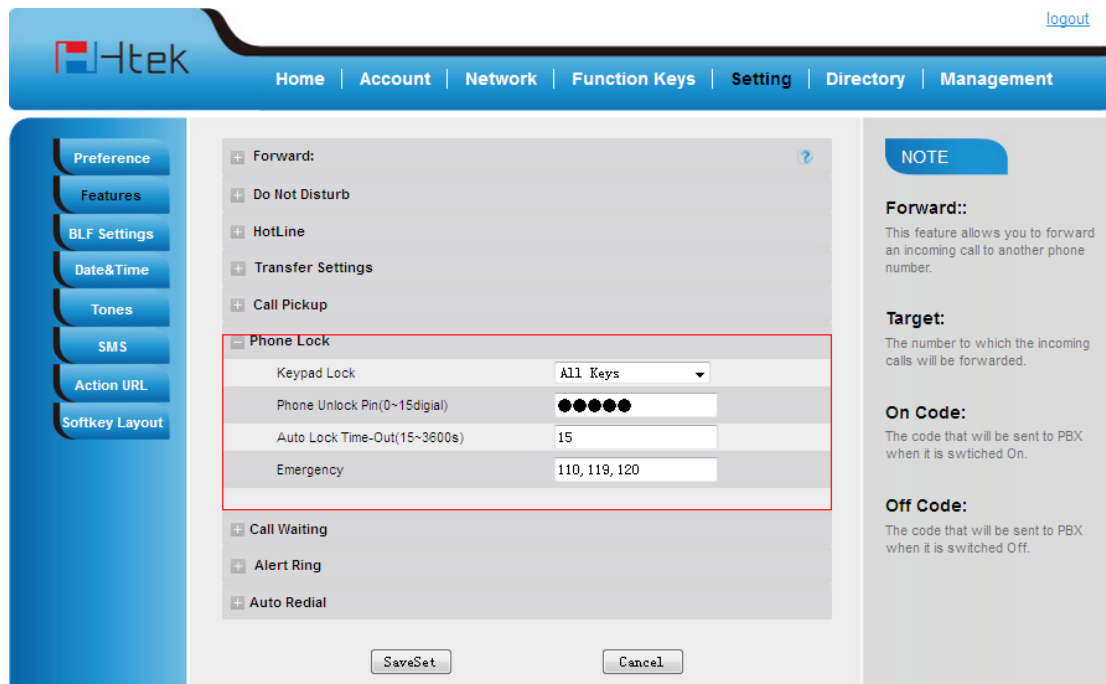 logout
Htek
Home | Account | Network | Function Keys | Setting | Directory | Management
Preference
Features
BLF Settings
Date&Time
Tones
SMS
Action URL
Softkey Layout
Forward:
Do Not Disturb
HotLine
Transfer Settings
Call Pickup
Phone Lock
Keypad Lock All Keys
Phone Unlock Pin(0~15digial) ●●●●●
Auto Lock Time-Out(15~3600s) 15
Emergency 110, 119, 120
Call Waiting
Alert Ring
Auto Redial
SaveSet Cancel
NOTE
Forward::
This feature allows you to forward
an incoming call to another phone
number.
Target:
The number to which the incoming
calls will be forwarded.
On Code:
The code that will be sent to PBX
when it is swtiched On.
Off Code:
The code that will be sent to PBX
when it is switched Off.